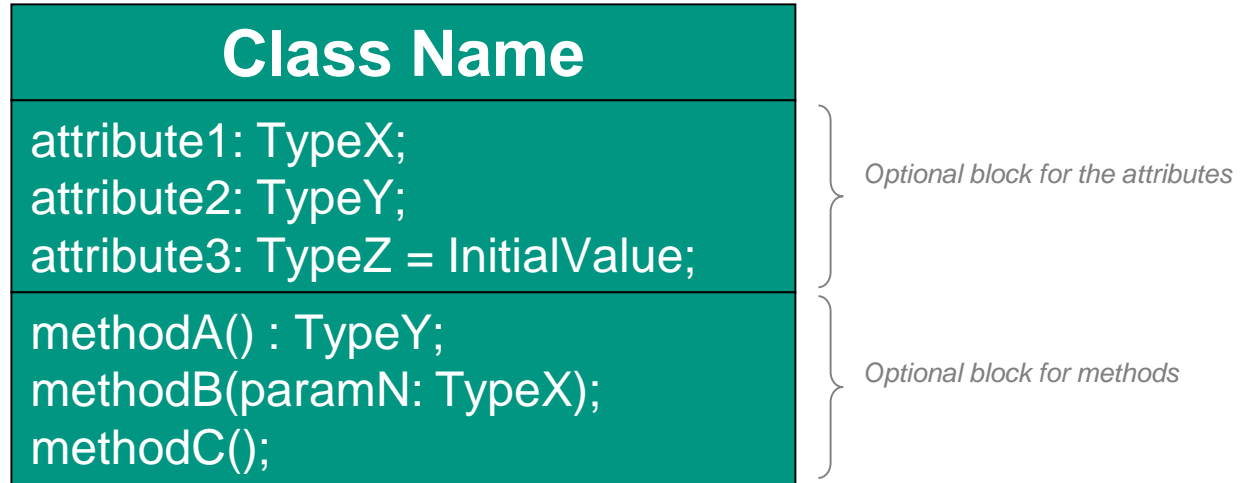 Class Name
attribute1: TypeX;
attribute2: TypeY;
attribute3: TypeZ = InitialValue;
Optional block for the attributes
methodA() : TypeY;
methodB(paramN: TypeX);
methodC();
Optional block for methods